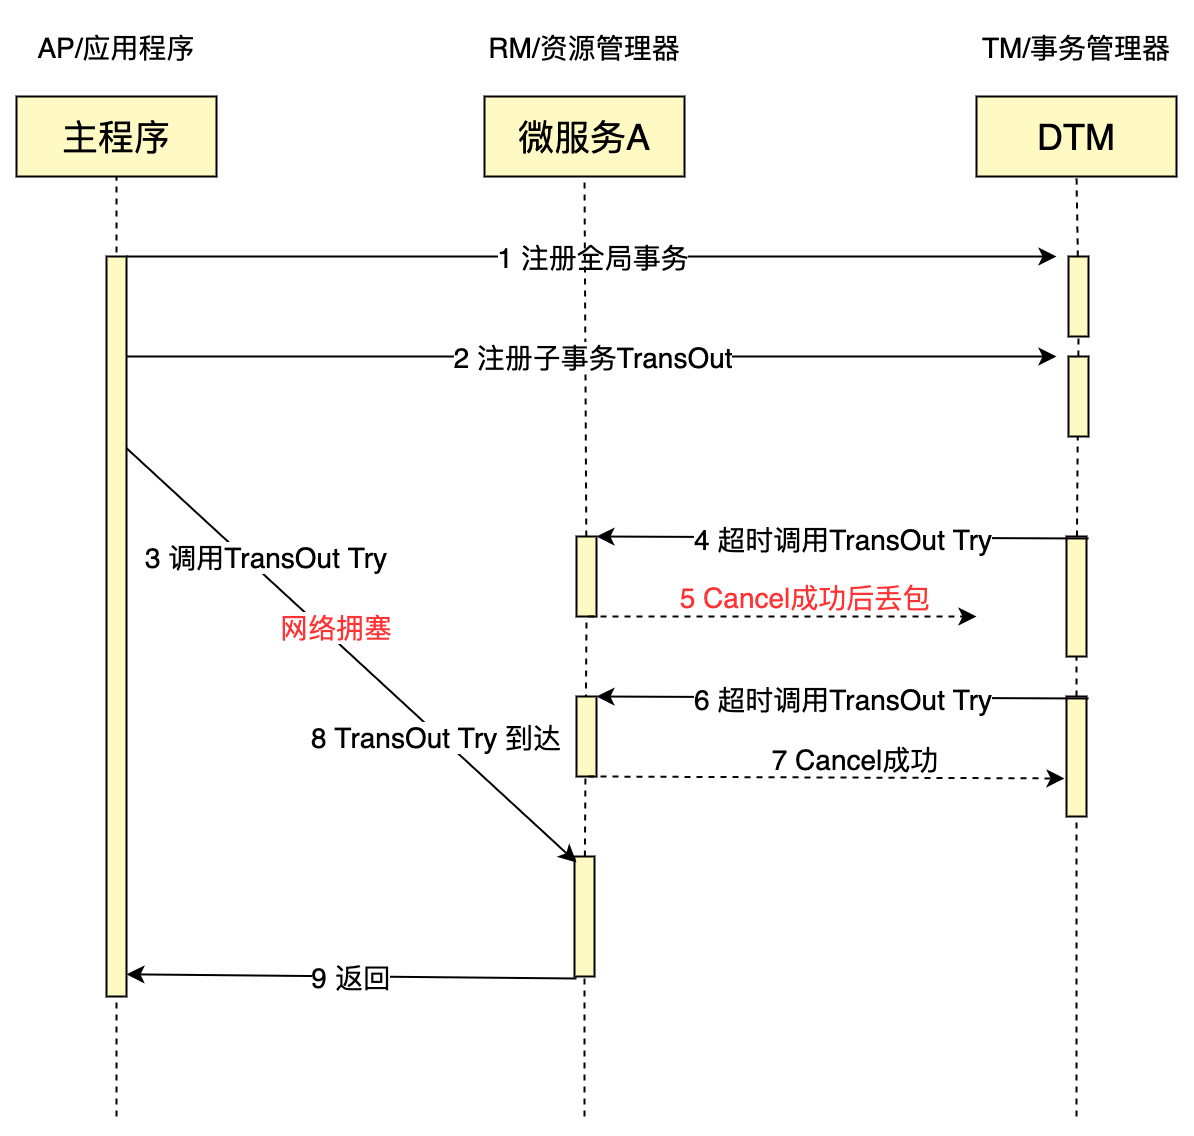 AP/应用程序
RM/资源管理器
TM/事务管理器
主程序
微服务A
DTM
1 注册全局事务
2 注册子事务TransOut
4 超时调用TransOut Try
3 调用TransOut Try
5 Cancel成功后丢包
网络拥塞
6 超时调用TransOut Try
8 TransOut Try 到达
7 Cancel成功
9 返回